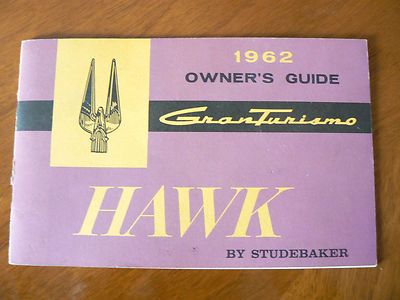 1962
OWNER'S GUIDE
GranTurismo
HAWK
BY STUDEBAKER